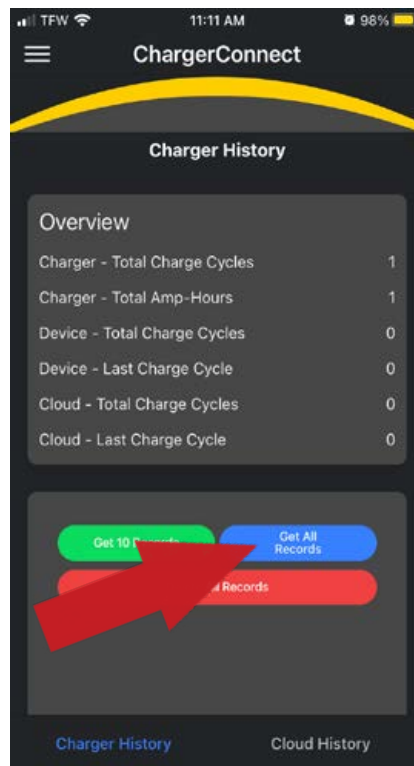 TFW 11:11 AM 98%
ChargerConnect
Charger History
Overview
Charger - Total Charge Cycles 1
Charger - Total Amp-Hours 1
Device - Total Charge Cycles 0
Device - Last Charge Cycle 0
Cloud - Total Charge Cycles 0
Cloud - Last Charge Cycle 0
Get 10 Records
Get All
Records
Records
Charger History Cloud History